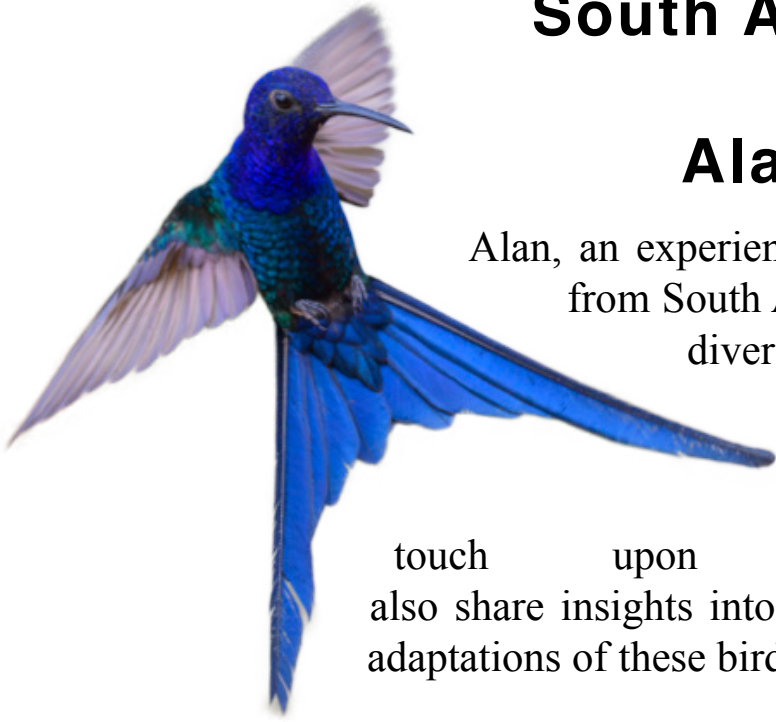 South A
Ala
Alan, an experien
from South A
diver
touch upon
also share insights into
adaptations of these bird